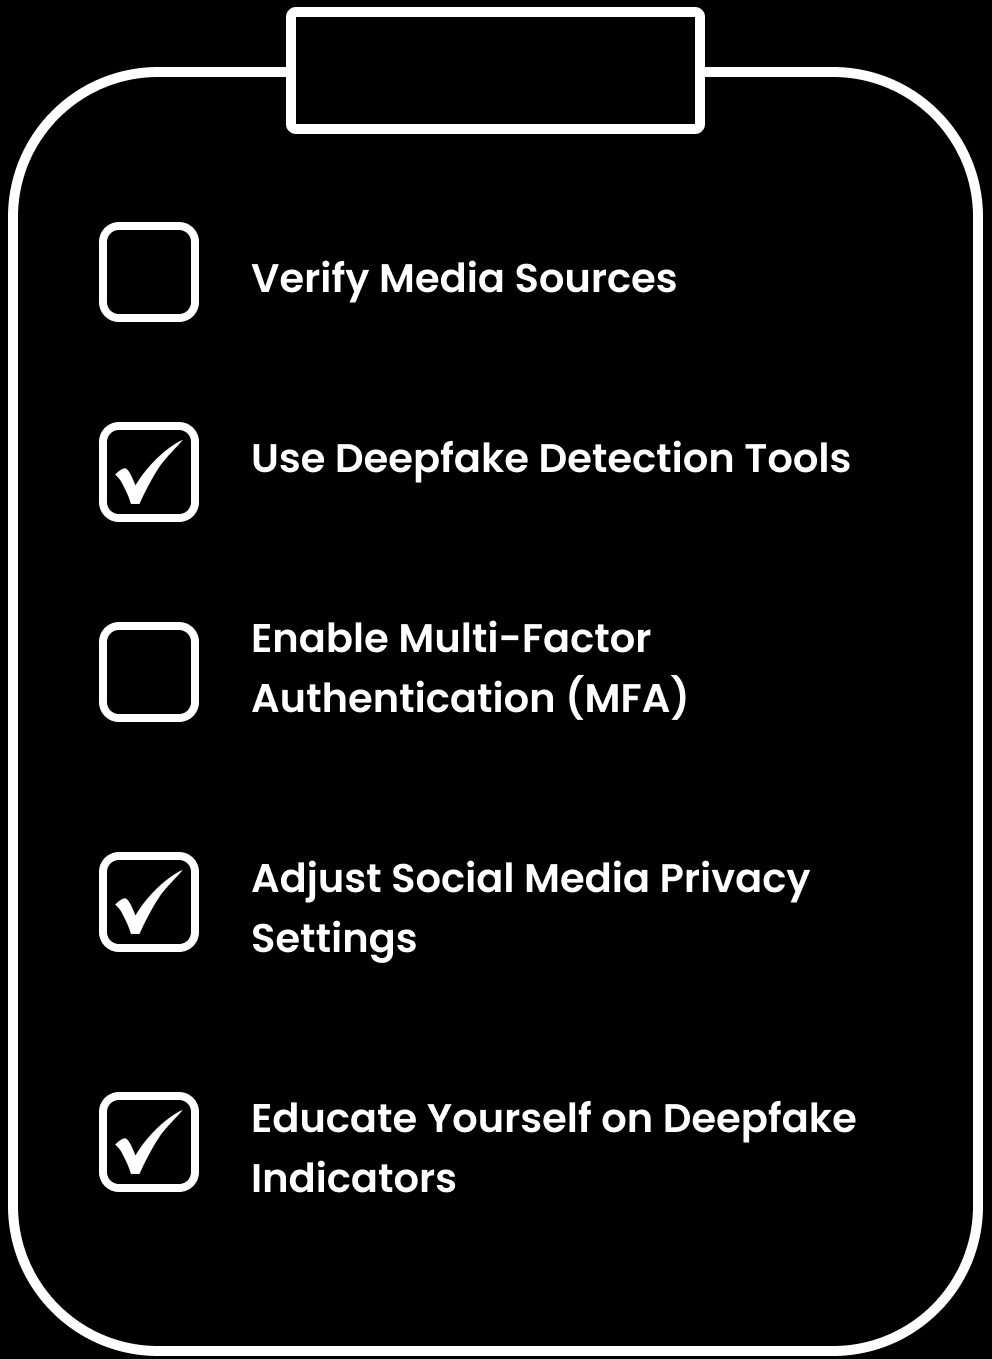 Verify Media Sources
Use Deepfake Detection Tools
Enable Multi-Factor
Authentication (MFA)
Adjust Social Media Privacy
Settings
Educate Yourself on Deepfake
Indicators